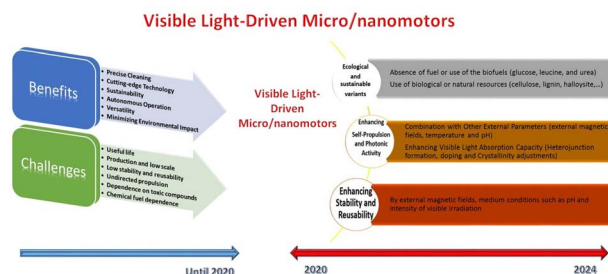 Visible Light-Driven Micro/nanomotors
Benefits
• Precise Cleaning
• Cutting-edge Technology
• Sustainability
• Autonomous Operation
• Versatility
• Minimizing Environmental Impact
Challenges
• Useful life
• Production and low scale
• Low stability and reusability
• Undirected propulsion
• Dependence on toxic compounds
• Chemical fuel dependence
Until 2020
Visible Light-
Driven
Micro/nanomotors
Ecological
and
sustainable
variants
Absence of fuel or use of the biofuels (glucose, leucine, and urea)
Use of biological or natural resources (cellulose, lignin, halloysite,...)
Enhancing
Self-Propulsion
and Photonic
Activity
Combination with Other External Parameters (external magnetic
fields, temperature and pH)
Enhancing Visible Light Absorption Capacity (Heterojunction
formation, doping and Crystallinity adjustments)
Enhancing
Stability and
Reusability
By external magnetic fields, medium conditions such as pH and
intensity of visible irradiation
2020
2024